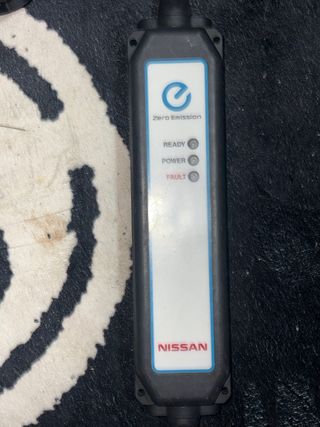 Zero Emission
READY
POWER
FAULT
NISSAN